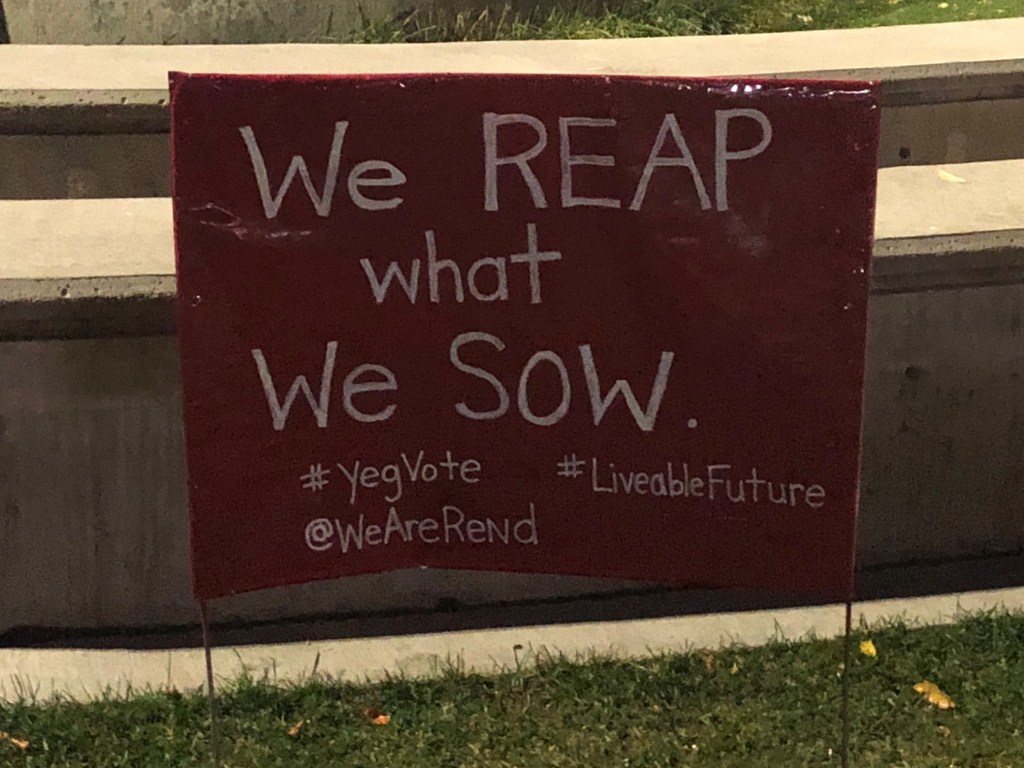 We REAP
what
We SOW.
#YegVote #LiveableFuture
@WeAreRend